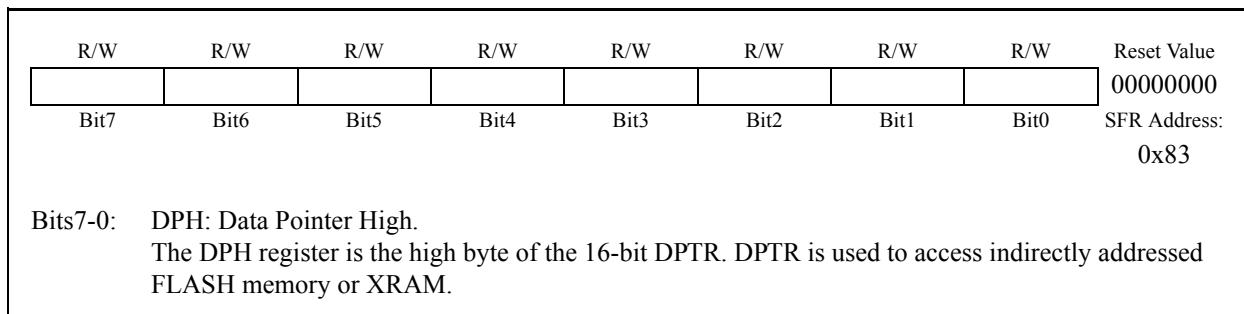 R/W R/W R/W R/W R/W R/W R/W R/W Reset Value
00000000
Bit7 Bit6 Bit5 Bit4 Bit3 Bit2 Bit1 Bit0 SFR Address:
0x83
Bits7-0: DPH: Data Pointer High.
The DPH register is the high byte of the 16-bit DPTR. DPTR is used to access indirectly addressed
FLASH memory or XRAM.